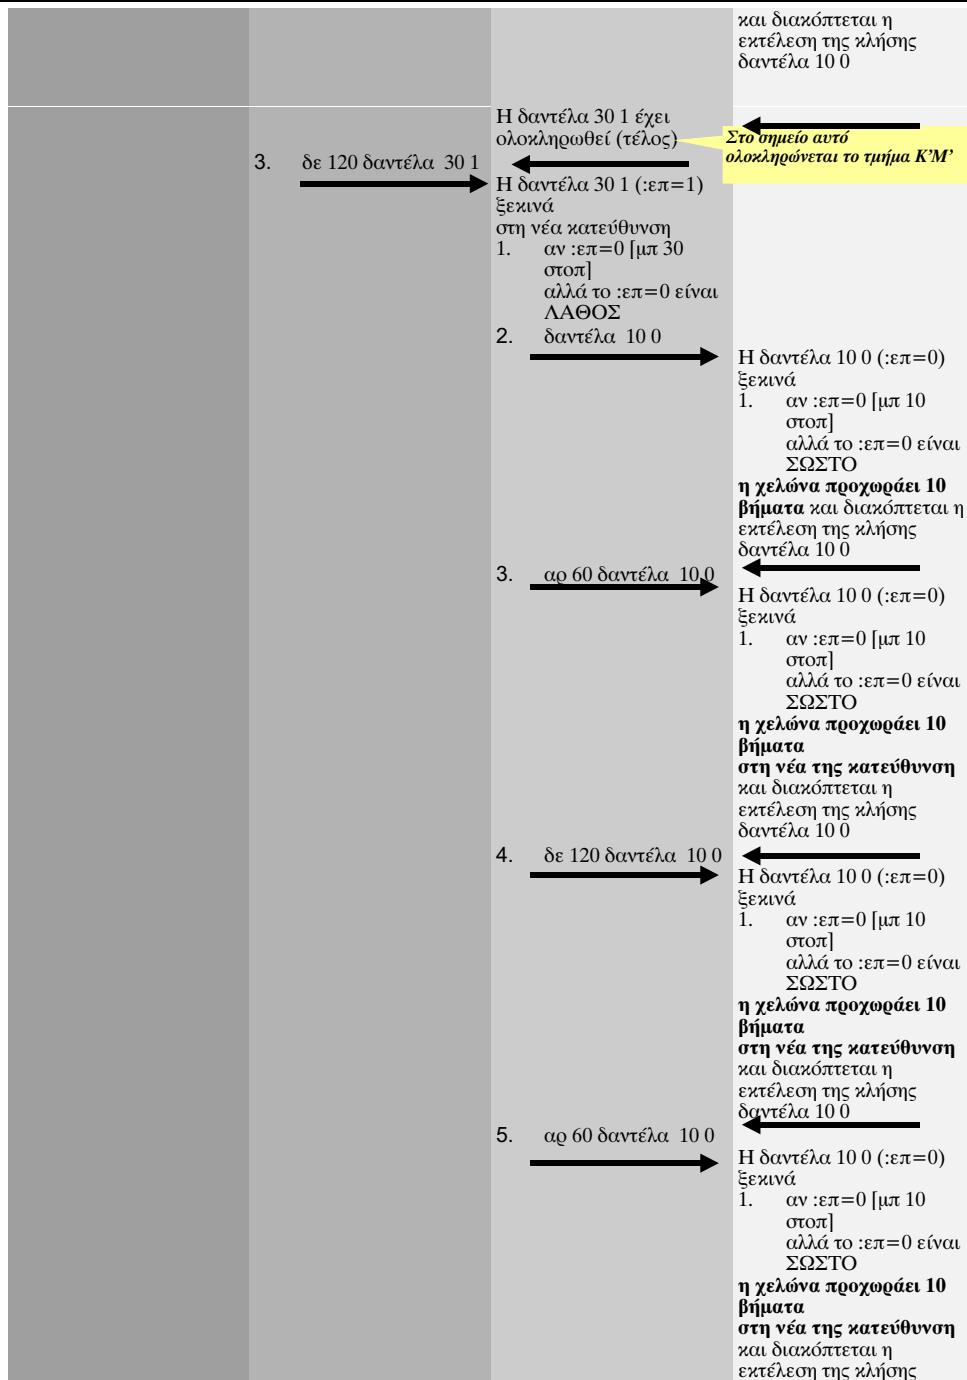 και διακόπτεται η
εκτέλεση της κλήσης
δαντέλα 10 0
Η δαντέλα 30 1 έχει
ολοκληρωθεί (τέλος)
Στο σημείο αυτό
ολοκληρώνεται το τμήμα Κ’Μ’
3. δε 120 δαντέλα 30 1
Η δαντέλα 30 1 (:επ=1)
ξεκινά
στη νέα κατεύθυνση
1. αν :επ=0 [μπ 30
στοπ]
αλλά το :επ=0 είναι
ΛΑΘΟΣ
2. δαντέλα 10 0
Η δαντέλα 10 0 (:επ=0)
ξεκινά
1. αν :επ=0 [μπ 10
στοπ]
αλλά το :επ=0 είναι
ΣΩΣΤΟ
η χελώνα προχωράει 10
βήματα και διακόπτεται η
εκτέλεση της κλήσης
δαντέλα 10 0
3. αρ 60 δαντέλα 10 0
Η δαντέλα 10 0 (:επ=0)
ξεκινά
1. αν :επ=0 [μπ 10
στοπ]
αλλά το :επ=0 είναι
ΣΩΣΤΟ
η χελώνα προχωράει 10
βήματα
στη νέα της κατεύθυνση
και διακόπτεται η
εκτέλεση της κλήσης
δαντέλα 10 0
4. δε 120 δαντέλα 10 0
Η δαντέλα 10 0 (:επ=0)
ξεκινά
1. αν :επ=0 [μπ 10
στοπ]
αλλά το :επ=0 είναι
ΣΩΣΤΟ
η χελώνα προχωράει 10
βήματα
στη νέα της κατεύθυνση
και διακόπτεται η
εκτέλεση της κλήσης
δαντέλα 10 0
5. αρ 60 δαντέλα 10 0
Η δαντέλα 10 0 (:επ=0)
ξεκινά
1. αν :επ=0 [μπ 10
στοπ]
αλλά το :επ=0 είναι
ΣΩΣΤΟ
η χελώνα προχωράει 10
βήματα
στη νέα της κατεύθυνση
και διακόπτεται η
εκτέλεση της κλήσης